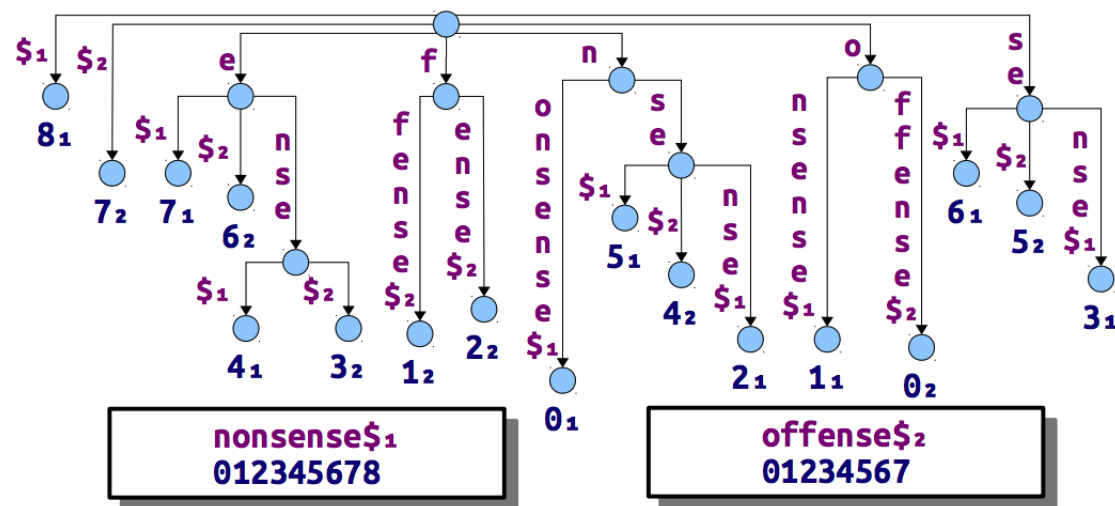 $₁
8₁
$₂
7₂
e
$₁
7₁
$₂
6₂
nse
$₁
4₁
$₂
3₂
f
fense$₂
1₂
ense$₂
2₂
n
onsense$₁
0₁
se
$₁
5₁
$₂
4₂
nse$₁
2₁
o
nsense$₁
1₁
ffense$₂
0₂
se
$₁
6₁
$₂
5₂
nse$₁
3₁
nonsense$₁
012345678
offense$₂
01234567